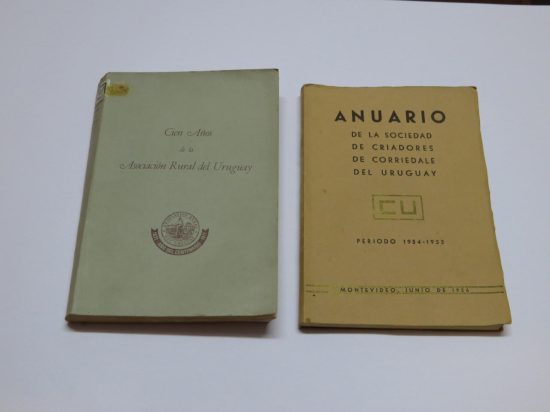 Cien Años
de la
Asociación Rural del Uruguay
ANUARIO
DE LA SOCIEDAD
DE CRIADORES
DE CORRIEDALE
DEL URUGUAY
CU
PERIODO 1954-1955
MONTEVIDEO, JUNIO DE 1956